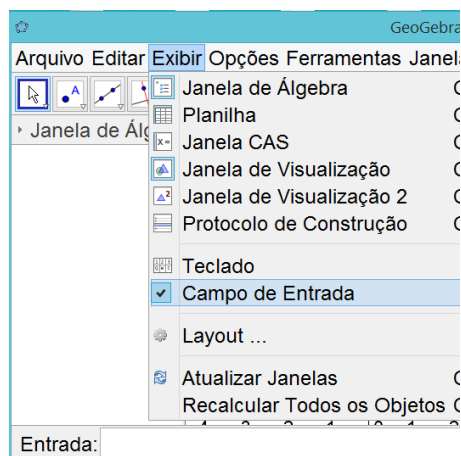 GeoGebra
Arquivo Editar Exibir Opções Ferramentas Janela
Janela de Álgebra
Planilha
Janela CAS
Janela de Visualização
Janela de Visualização 2
Protocolo de Construção
Teclado
Campo de Entrada
Layout ...
Atualizar Janelas
Recalcular Todos os Objetos
Entrada: